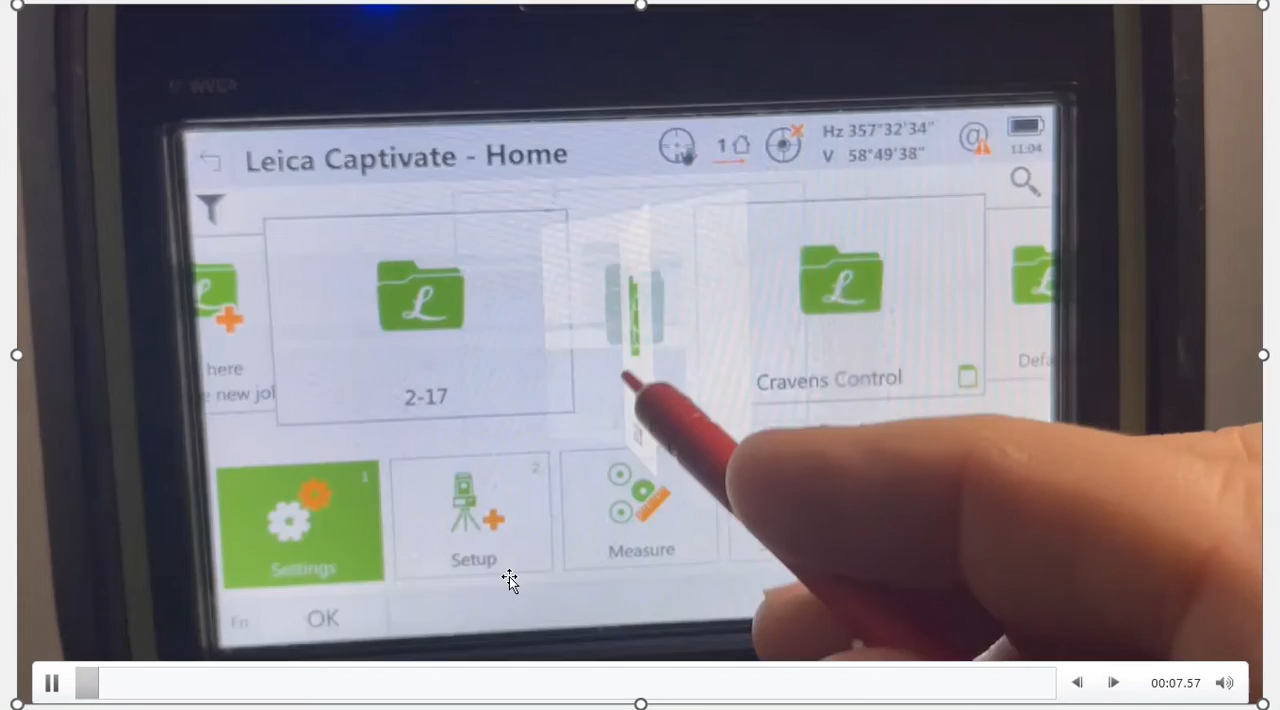 Leica Captivate - Home
1
Hz 357°32'34"
V 58°49'38"
@
11:04
L
here
new jol
2-17
Cravens Control
Defa
1
Settings
2
Setup
Measure
Fn
OK
00:07.57